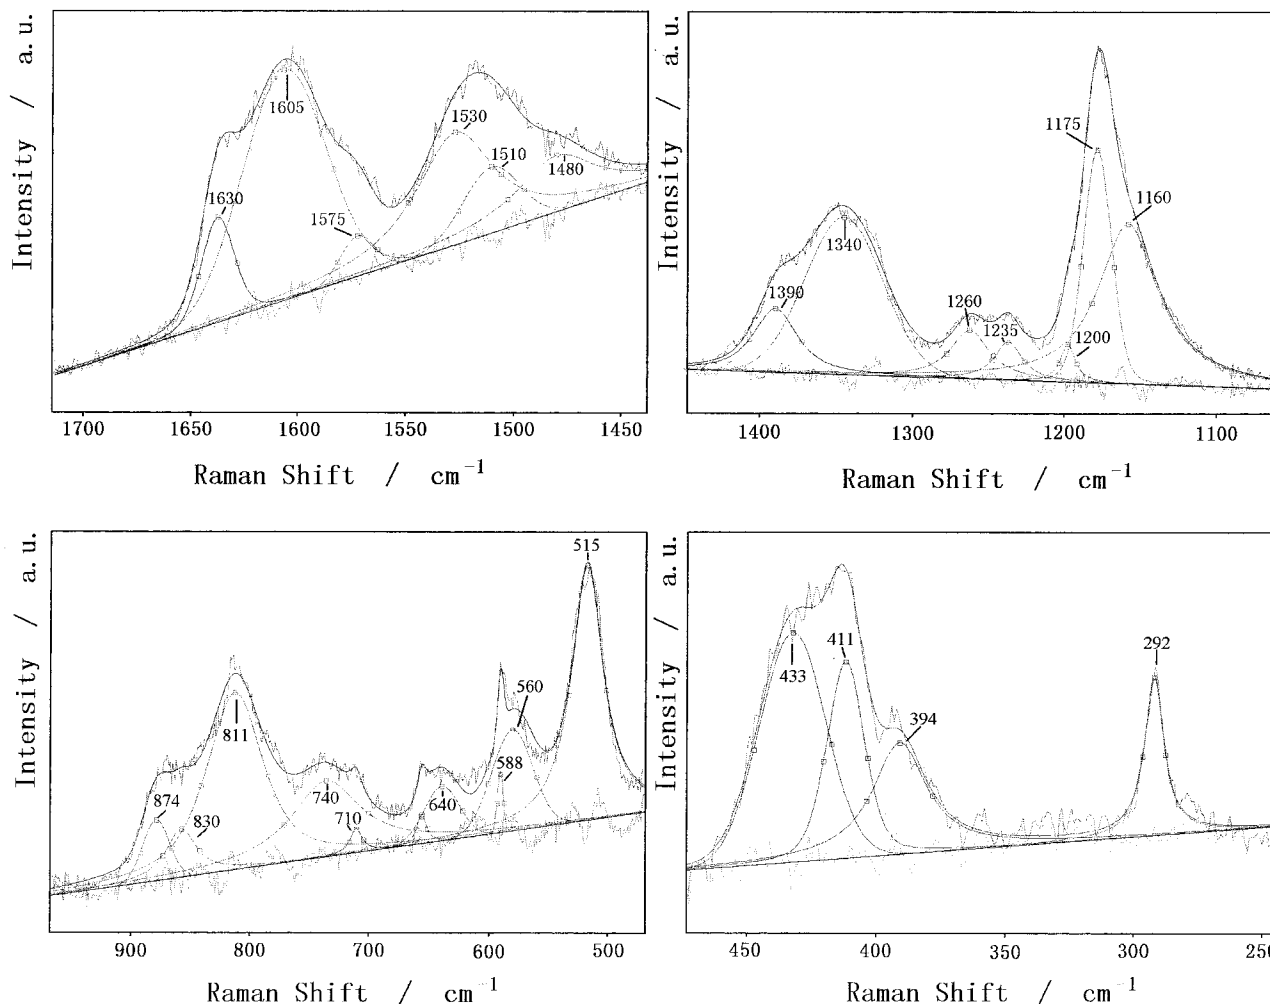 Intensity / a.u.
1605
1530
1510
1480
1630
1575
1700 1650 1600 1550 1500 1450
Raman Shift / cm⁻¹
Intensity / a.u.
1175
1160
1340
1390
1260
1235
1200
1400 1300 1200 1100
Raman Shift / cm⁻¹
Intensity / a.u.
515
560
811
588
874
740
640
830
710
900 800 700 600 500
Raman Shift / cm⁻¹
Intensity / a.u.
411
292
433
394
450 400 350 300 250
Raman Shift / cm⁻¹